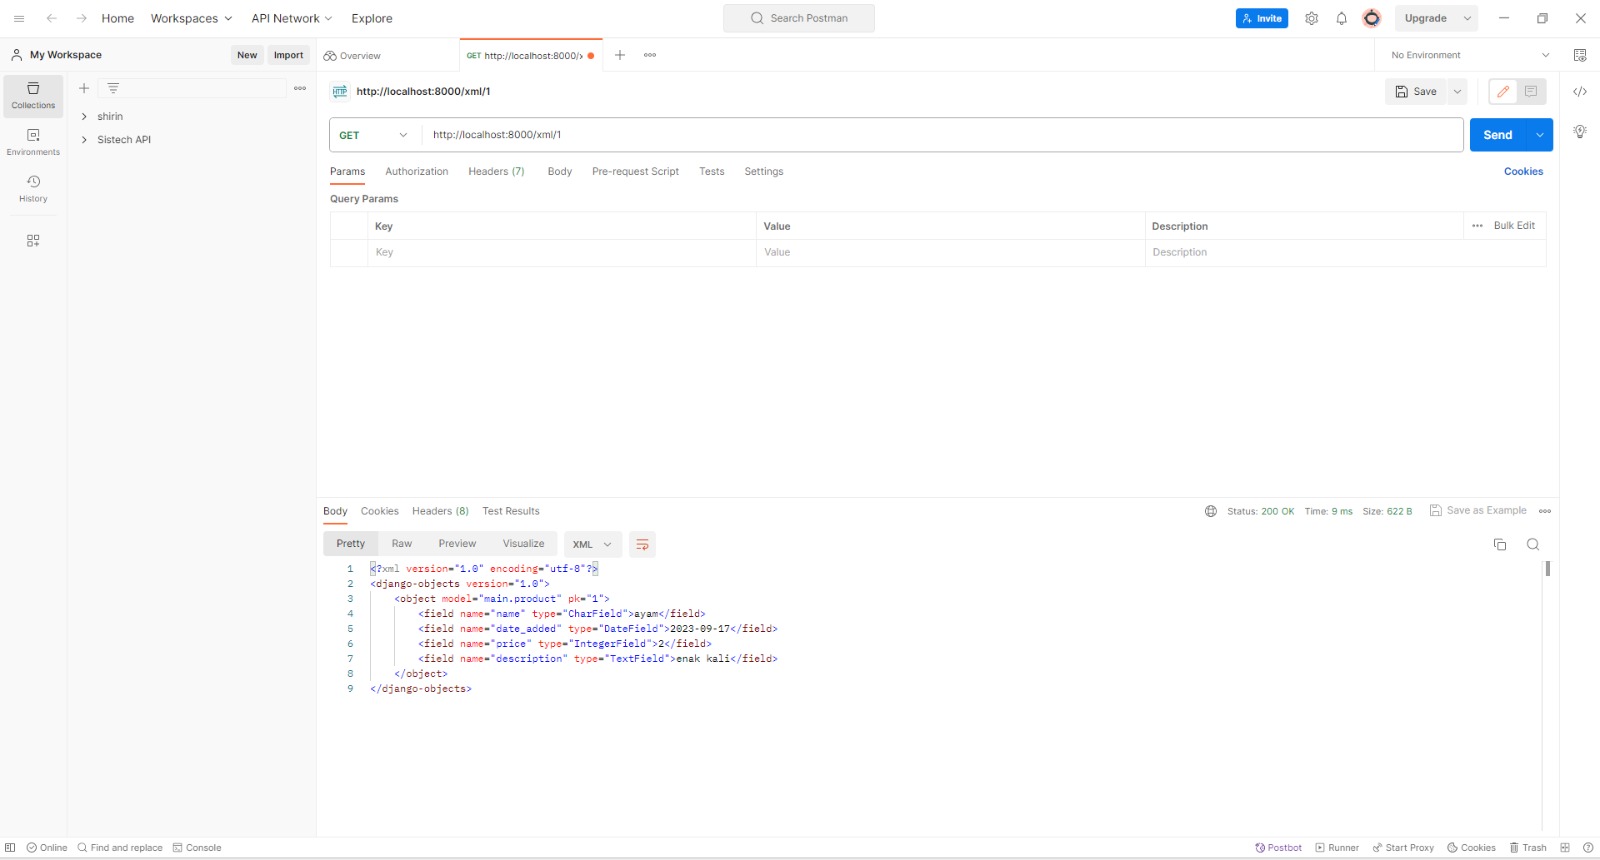 Home Workspaces API Network Explore Search Postman Invite Upgrade
My Workspace New Import Overview GET http://localhost:8000/x No Environment
Collections
Environments
History
shirin
Sistech API
HTTP http://localhost:8000/xml/1 Save
GET http://localhost:8000/xml/1 Send
Params Authorization Headers (7) Body Pre-request Script Tests Settings Cookies
Query Params
Key Value Description Bulk Edit
Key Value Description
Body Cookies Headers (8) Test Results Status: 200 OK Time: 9 ms Size: 622 B Save as Example
Pretty Raw Preview Visualize XML
1 <?xml version="1.0" encoding="utf-8"?>
2 <django-objects version="1.0">
3 <object model="main.product" pk="1">
4 <field name="name" type="CharField">ayam</field>
5 <field name="date_added" type="DateField">2023-09-17</field>
6 <field name="price" type="IntegerField">2</field>
7 <field name="description" type="TextField">enak kali</field>
8 </object>
9 </django-objects>
Online Find and replace Console Postbot Runner Start Proxy Cookies Trash